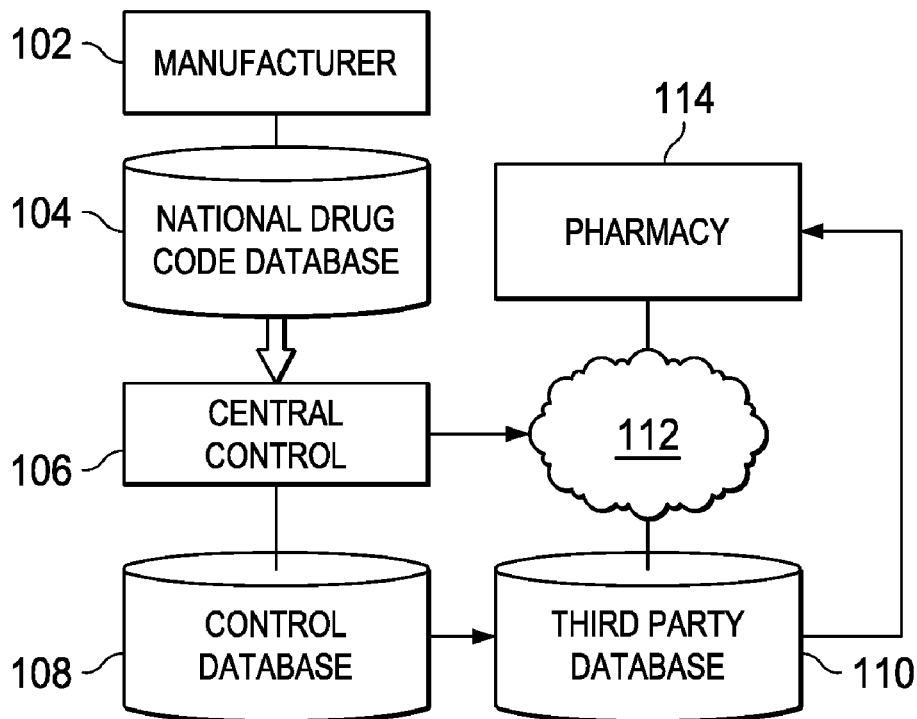 102
MANUFACTURER
114
104
NATIONAL DRUG
CODE DATABASE
PHARMACY
CENTRAL
CONTROL
106
112
CONTROL
DATABASE
108
THIRD PARTY
DATABASE
110